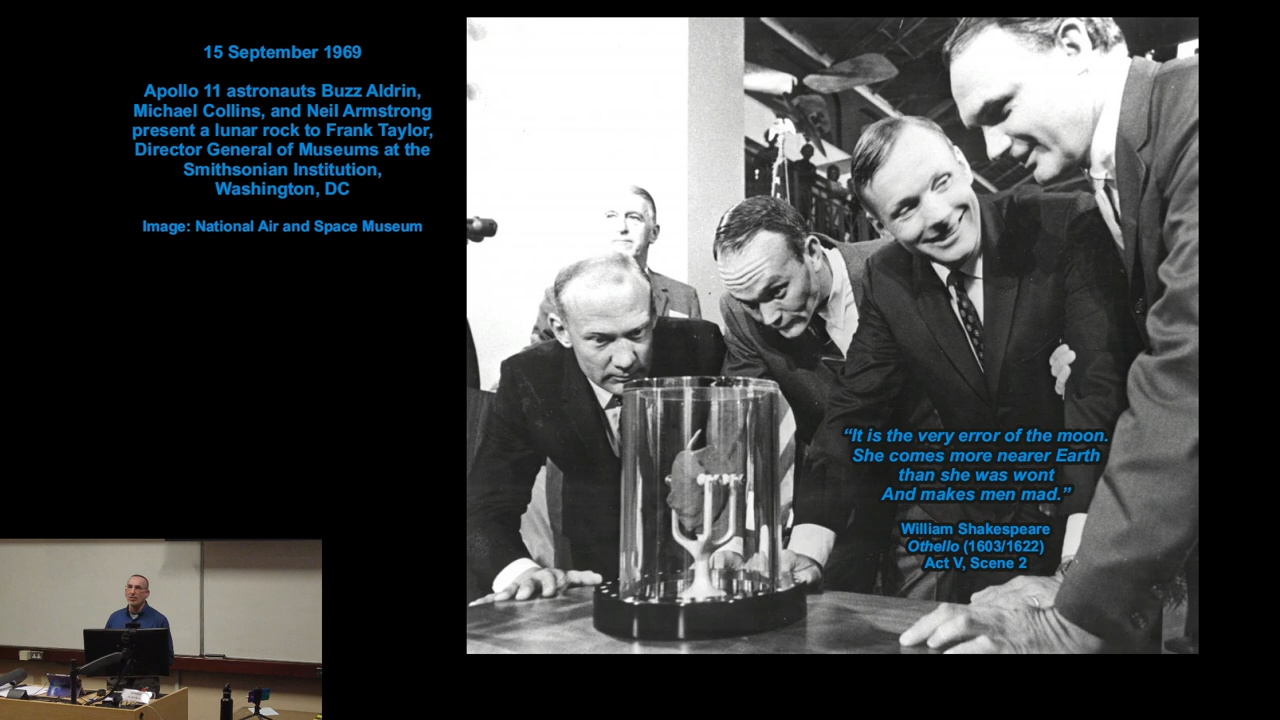 15 September 1969
Apollo 11 astronauts Buzz Aldrin,
Michael Collins, and Neil Armstrong
present a lunar rock to Frank Taylor,
Director General of Museums at the
Smithsonian Institution,
Washington, DC
Image: National Air and Space Museum
“It is the very error of the moon.
She comes more nearer Earth
than she was wont
And makes men mad.”
William Shakespeare
Othello (1603/1622)
Act V, Scene 2